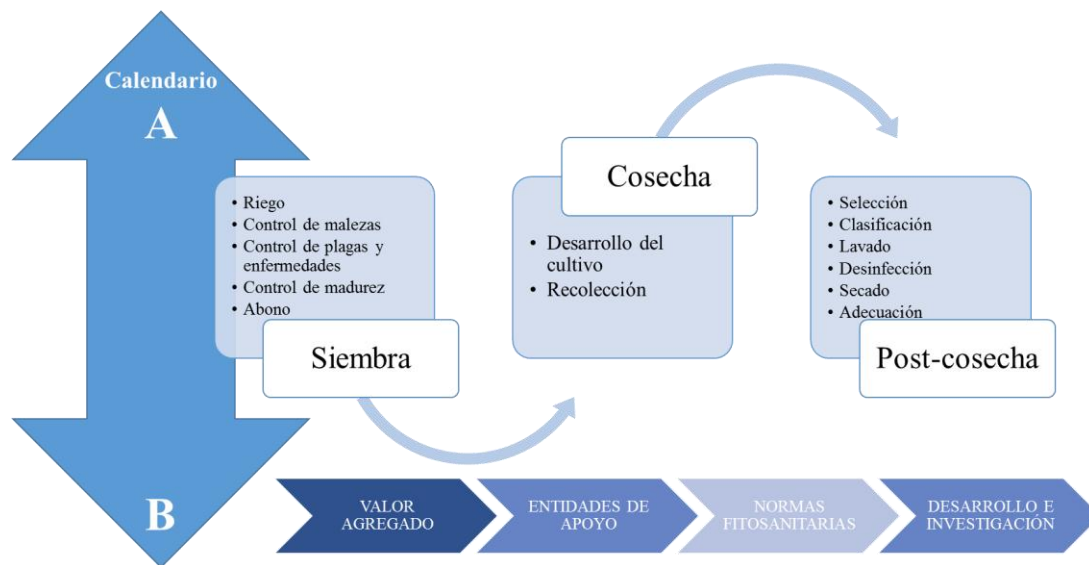 Calendario
A
• Riego
• Control de malezas
• Control de plagas y
enfermedades
• Control de madurez
• Abono
Siembra
Cosecha
• Desarrollo del
cultivo
• Recolección
• Selección
• Clasificación
• Lavado
• Desinfección
• Secado
• Adecuación
Post-cosecha
B
VALOR
AGREGADO
ENTIDADES DE
APOYO
NORMAS
FITOSANITARIAS
DESARROLLO E
INVESTIGACIÓN